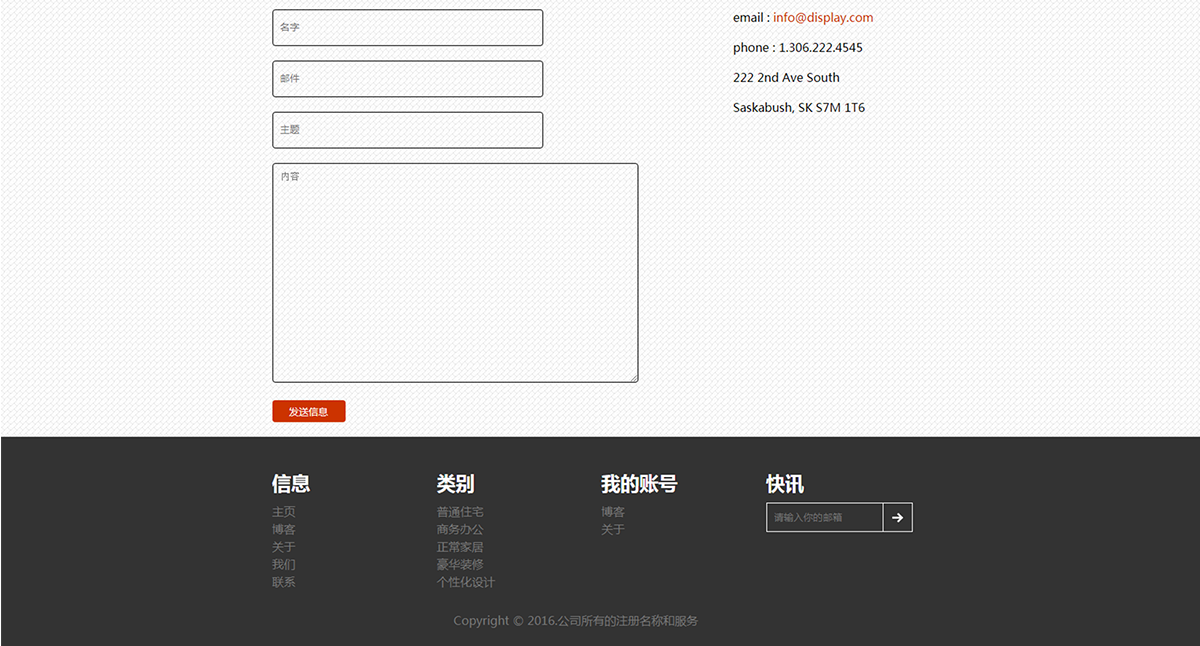 名字
邮件
主题
内容
发送信息
email : info@display.com
phone : 1.306.222.4545
222 2nd Ave South
Saskabush, SK S7M 1T6
信息
主页
博客
关于
我们
联系
类别
普通住宅
商务办公
正常家居
豪华装修
个性化设计
我的账号
博客
关于
快讯
请输入你的邮箱
Copyright © 2016.公司所有的注册名称和服务